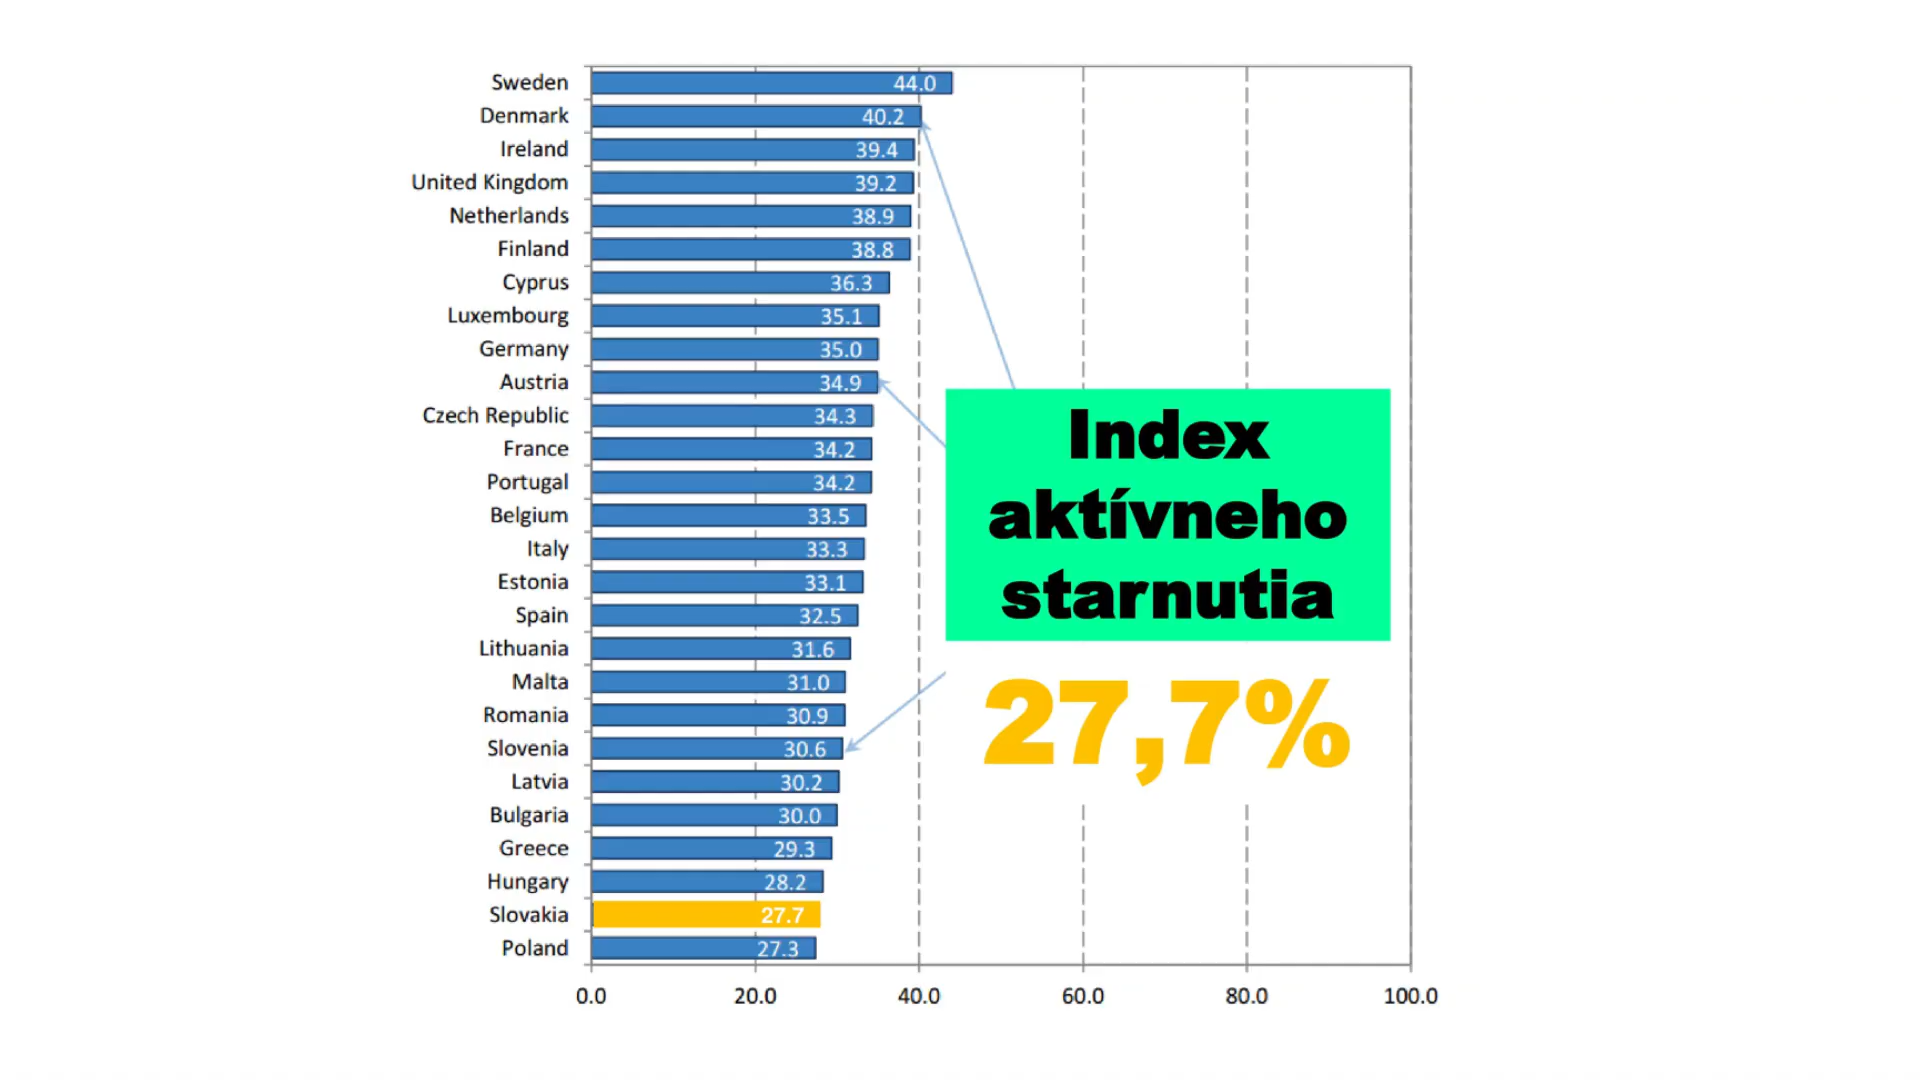 Sweden 44.0
Denmark 40.2
Ireland 39.4
United Kingdom 39.2
Netherlands 38.9
Finland 38.8
Cyprus 36.3
Luxembourg 35.1
Germany 35.0
Austria 34.9
Czech Republic 34.3
France 34.2
Portugal 34.2
Belgium 33.5
Italy 33.3
Estonia 33.1
Spain 32.5
Lithuania 31.6
Malta 31.0
Romania 30.9
Slovenia 30.6
Latvia 30.2
Bulgaria 30.0
Greece 29.3
Hungary 28.2
Slovakia 27.7
Poland 27.3
0.0 20.0 40.0 60.0 80.0 100.0
Index
aktívneho
starnutia
27,7%